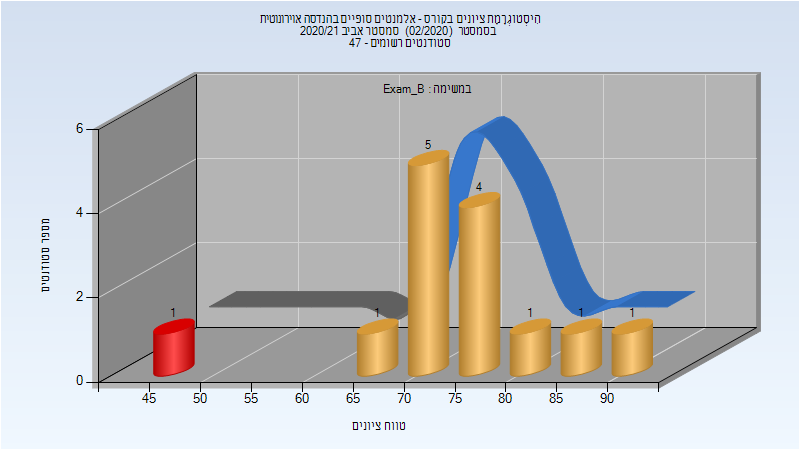 הִיסְטוֹגְרָמַת ציונים בקורס - אלמנטים סופיים בהנדסה אוירונוטית
בסמסטר (02/2020) סמסטר אביב 2020/21
סטודנטים רשומים - 47
במשימה : Exam_B
6
4
2
0
מספר סטודנטים
1
1
5
4
1
1
1
45 50 55 60 65 70 75 80 85 90
טווח ציונים